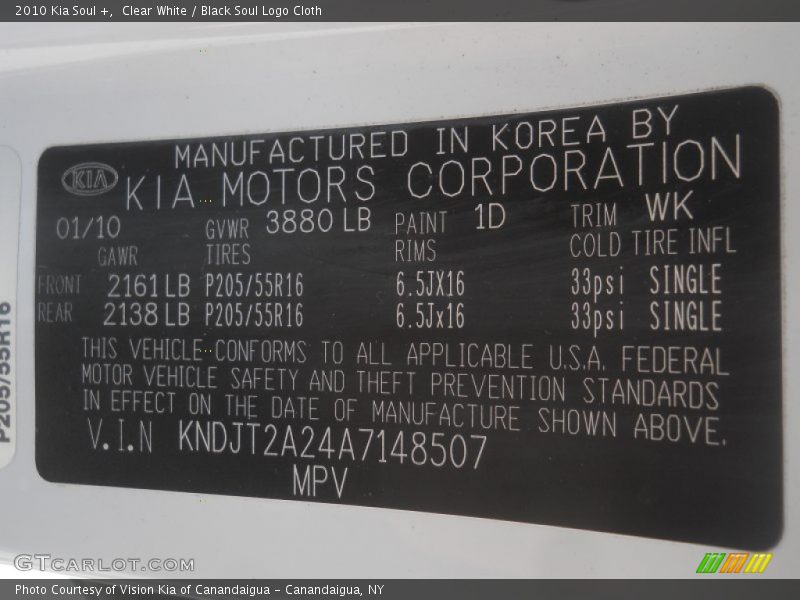 2010 Kia Soul +, Clear White / Black Soul Logo Cloth
MANUFACTURED IN KOREA BY
KIA KIA MOTORS CORPORATION
01/10 GVWR 3880 LB PAINT 1D TRIM WK
GAWR TIRES RIMS COLD TIRE INFL
FRONT 2161 LB P205/55R16 6.5JX16 33psi SINGLE
REAR 2138 LB P205/55R16 6.5Jx16 33psi SINGLE
THIS VEHICLE CONFORMS TO ALL APPLICABLE U.S.A. FEDERAL
MOTOR VEHICLE SAFETY AND THEFT PREVENTION STANDARDS
IN EFFECT ON THE DATE OF MANUFACTURE SHOWN ABOVE.
V.I.N KNDJT2A24A7148507
MPV
P205/55R16
GTCARLOT.COM
Photo Courtesy of Vision Kia of Canandaigua - Canandaigua, NY